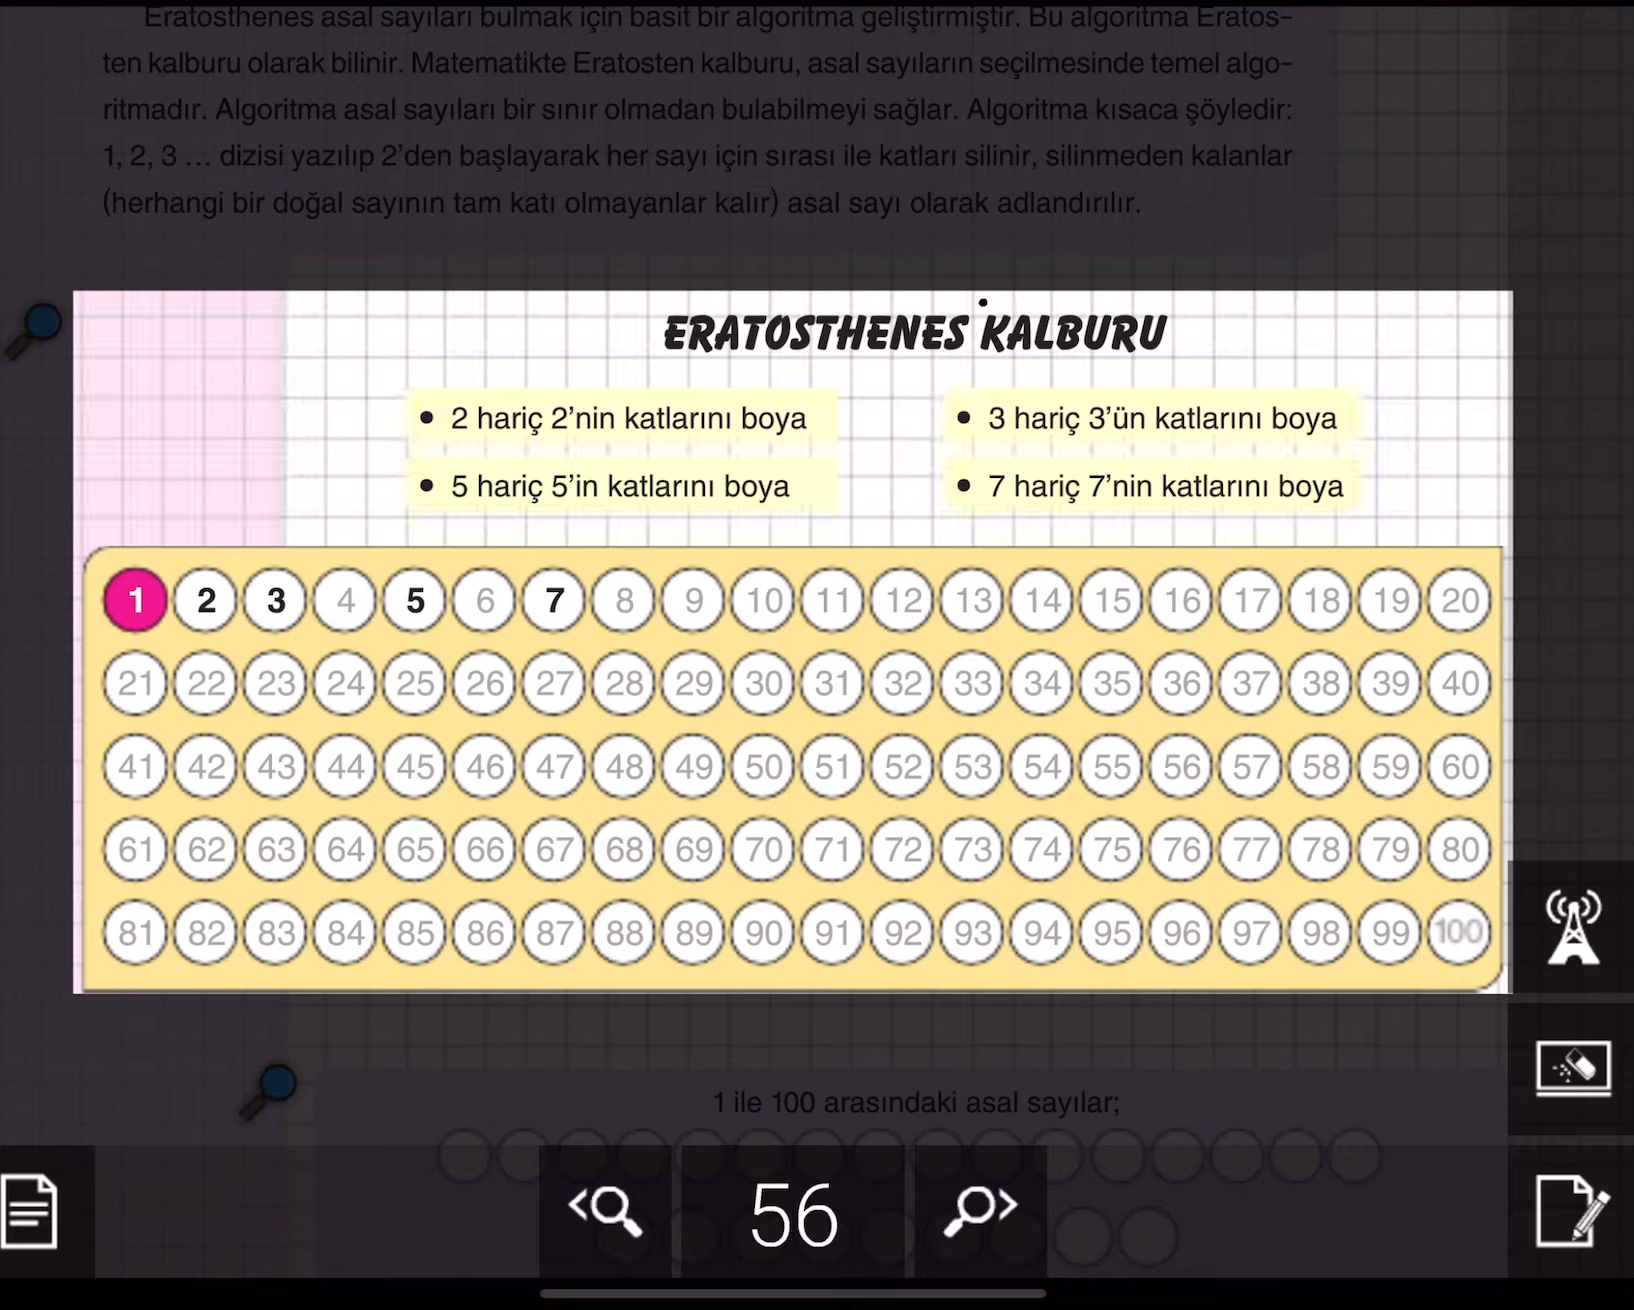 Eratosthenes asal sayıları bulmak için basit bir algoritma geliştirmiştir. Bu algoritma Eratos-
ten kalburu olarak bilinir. Matematikte Eratosten kalburu, asal sayıların seçilmesinde temel algo-
ritmadır. Algoritma asal sayıları bir sınır olmadan bulabilmeyi sağlar. Algoritma kısaca şöyledir:
1, 2, 3 ... dizisi yazılıp 2’den başlayarak her sayı için sırası ile katları silinir, silinmeden kalanlar
(herhangi bir doğal sayının tam katı olmayanlar kalır) asal sayı olarak adlandırılır.
ERATOSTHENES KALBURU
• 2 hariç 2’nin katlarını boya
• 3 hariç 3’ün katlarını boya
• 5 hariç 5’in katlarını boya
• 7 hariç 7’nin katlarını boya
1 2 3 4 5 6 7 8 9 10 11 12 13 14 15 16 17 18 19 20
21 22 23 24 25 26 27 28 29 30 31 32 33 34 35 36 37 38 39 40
41 42 43 44 45 46 47 48 49 50 51 52 53 54 55 56 57 58 59 60
61 62 63 64 65 66 67 68 69 70 71 72 73 74 75 76 77 78 79 80
81 82 83 84 85 86 87 88 89 90 91 92 93 94 95 96 97 98 99 100
1 ile 100 arasındaki asal sayılar;
56